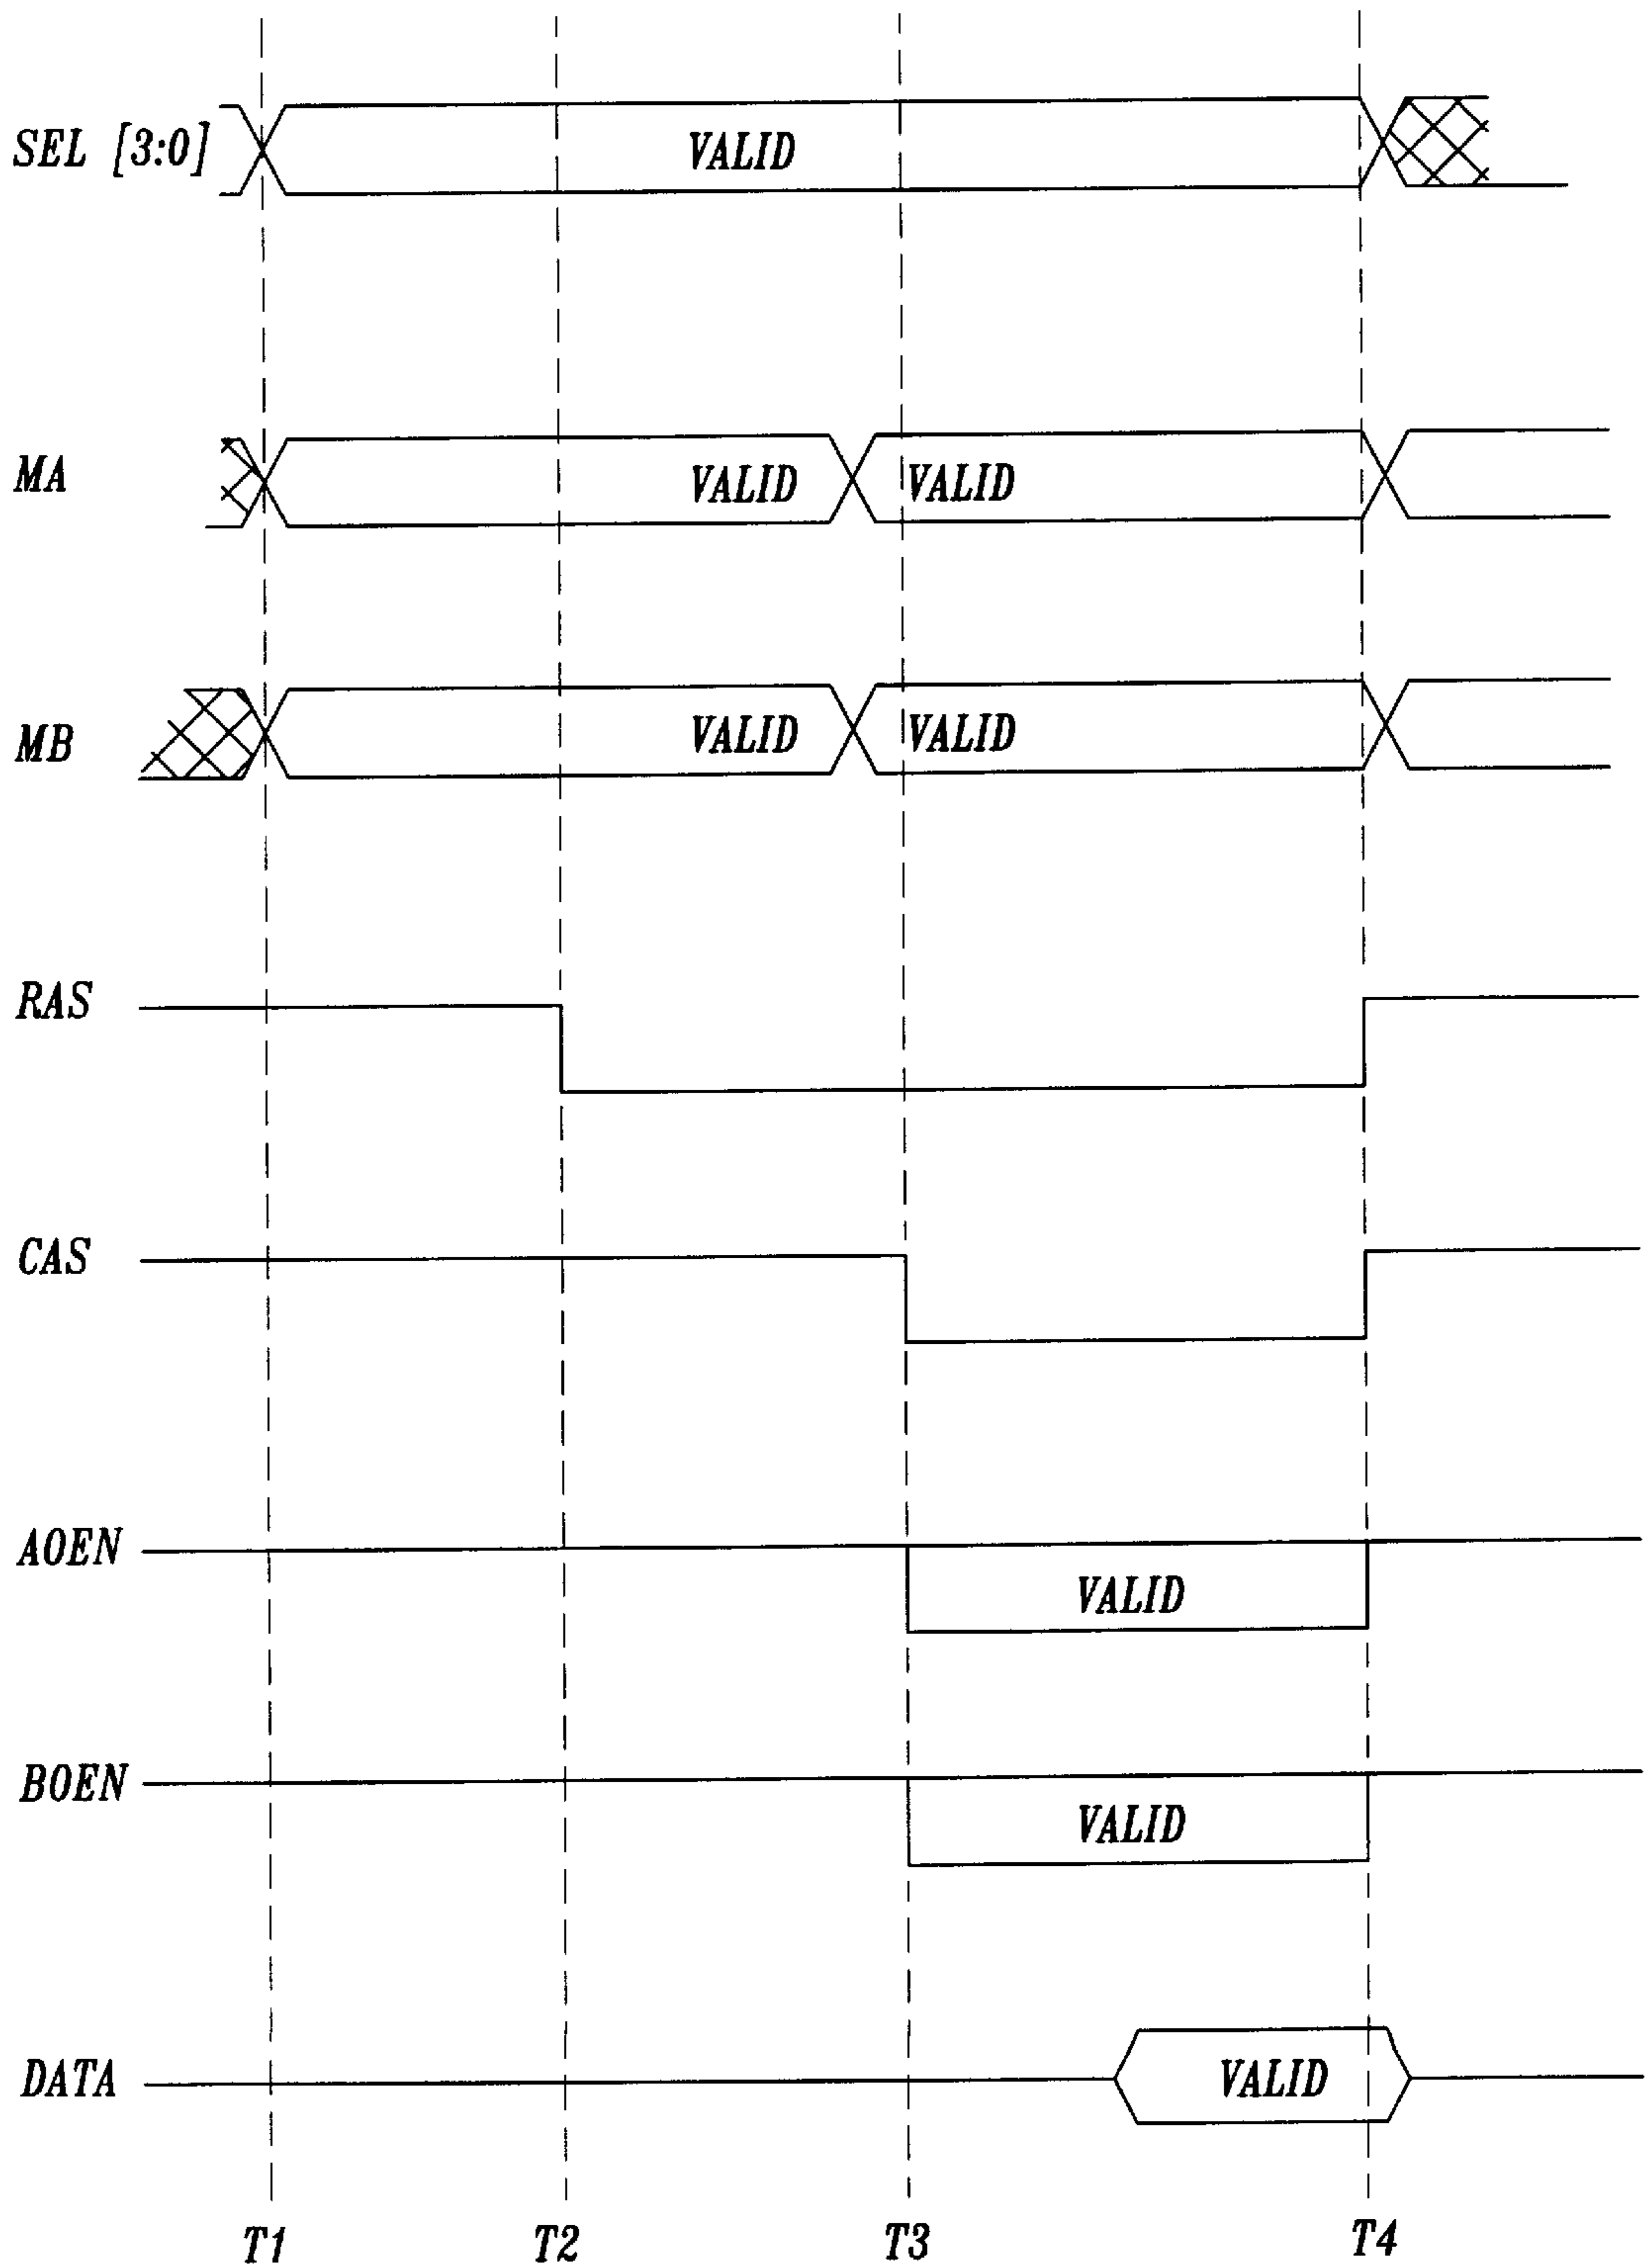 SEL [3:0] VALID
MA VALID VALID
MB VALID VALID
RAS
CAS
AOEN VALID
BOEN VALID
DATA VALID
T1 T2 T3 T4